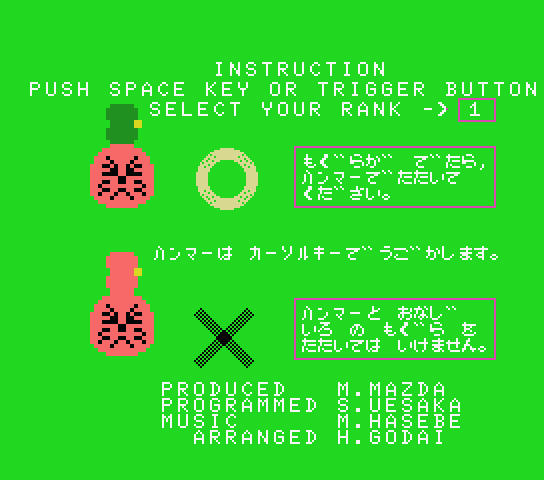 INSTRUCTION
PUSH SPACE KEY OR TRIGGER BUTTON
SELECT YOUR RANK -> 1
もぐらが でたら,
ハンマーでたたいて
ください。
ハンマーは カーソルキーで うごかします。
ハンマーと おなじ
いろ の もぐら を
たたいては いけません。
PRODUCED M.MAZDA
PROGRAMMED S.UESAKA
MUSIC M.HASEBE
ARRANGED H.GODAI